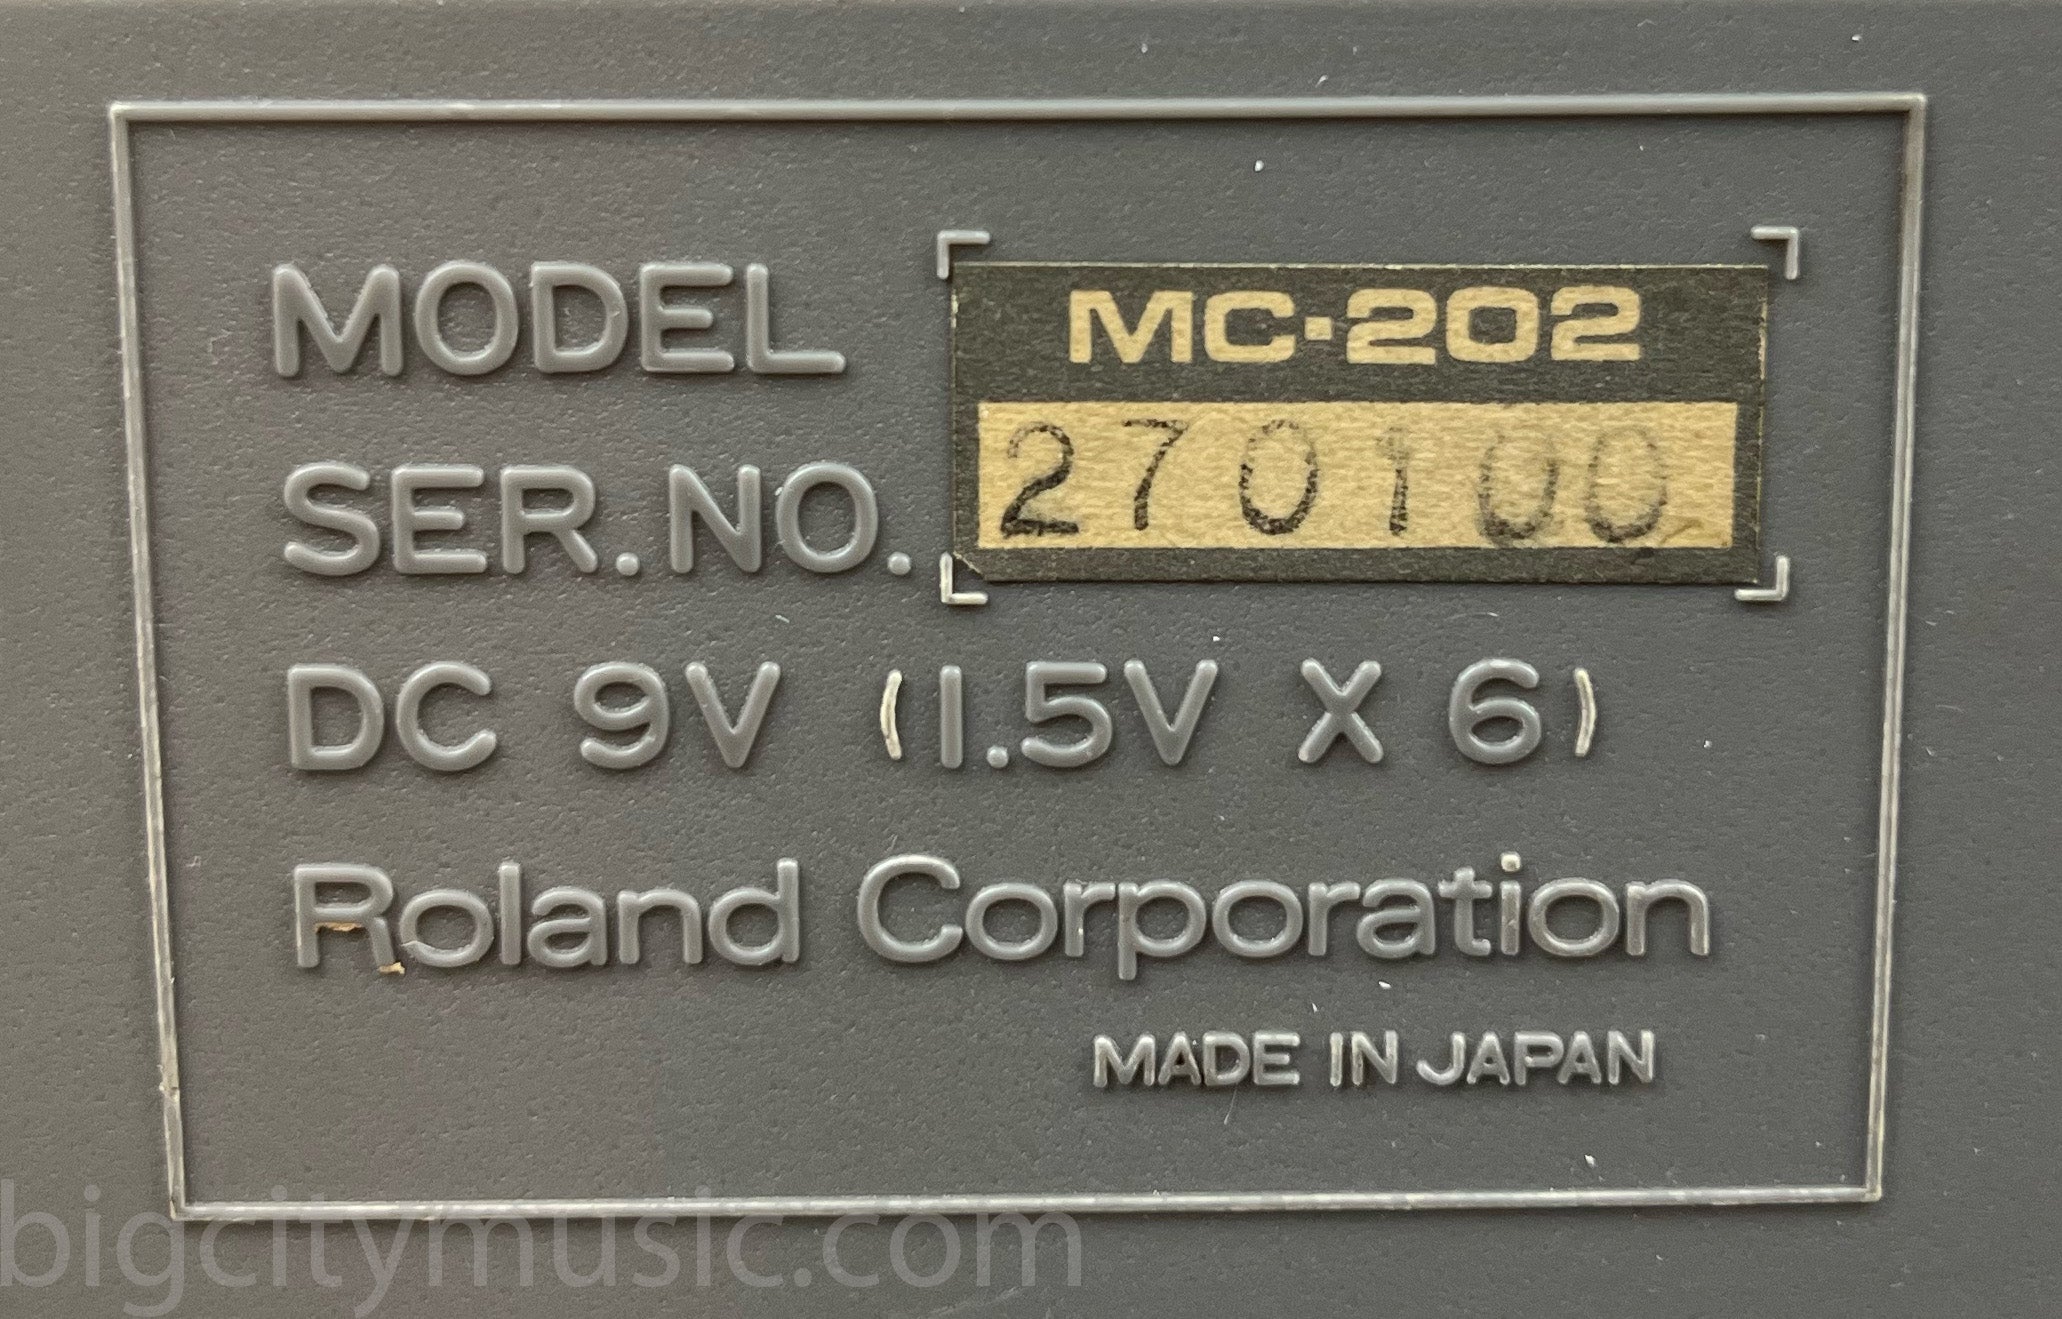 MODEL MC-202
SER.NO. 270100
DC 9V (1.5V X 6)
Roland Corporation
MADE IN JAPAN
bigcitymusic.com